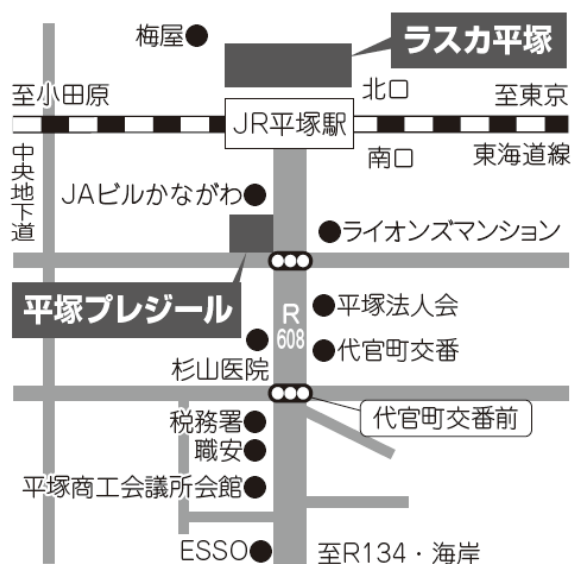 梅屋
ラスカ平塚
至小田原
北口
至東京
JR平塚駅
中央地下道
南口
東海道線
JAビルかながわ
ライオンズマンション
平塚プレジール
R
608
平塚法人会
代官町交番
杉山医院
税務署
代官町交番前
職安
平塚商工会議所会館
ESSO
至R134・海岸